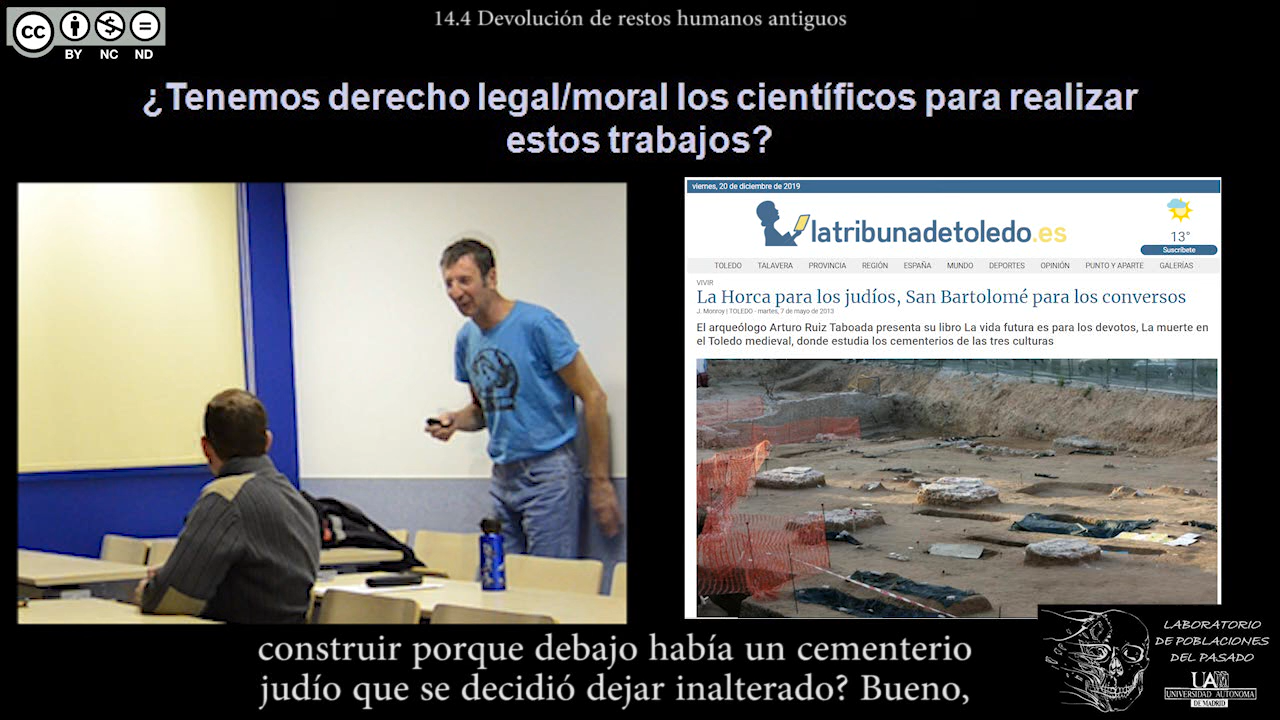 14.4 Devolución de restos humanos antiguos
CC
BY NC ND
¿Tenemos derecho legal/moral los científicos para realizar
estos trabajos?
viernes, 20 de diciembre de 2019
latribunadetoledo.es
13°
Suscríbete
TOLEDO TALAVERA PROVINCIA REGIÓN ESPAÑA MUNDO DEPORTES OPINIÓN PUNTO Y APARTE GALERÍAS
VIVIR
La Horca para los judíos, San Bartolomé para los conversos
J. Monroy | TOLEDO - martes, 7 de mayo de 2013
El arqueólogo Arturo Ruiz Taboada presenta su libro La vida futura es para los devotos, La muerte en
el Toledo medieval, donde estudia los cementerios de las tres culturas
construir porque debajo había un cementerio
judío que se decidió dejar inalterado? Bueno,
LABORATORIO
DE POBLACIONES
DEL PASADO
UAM
UNIVERSIDAD AUTONOMA
DE MADRID